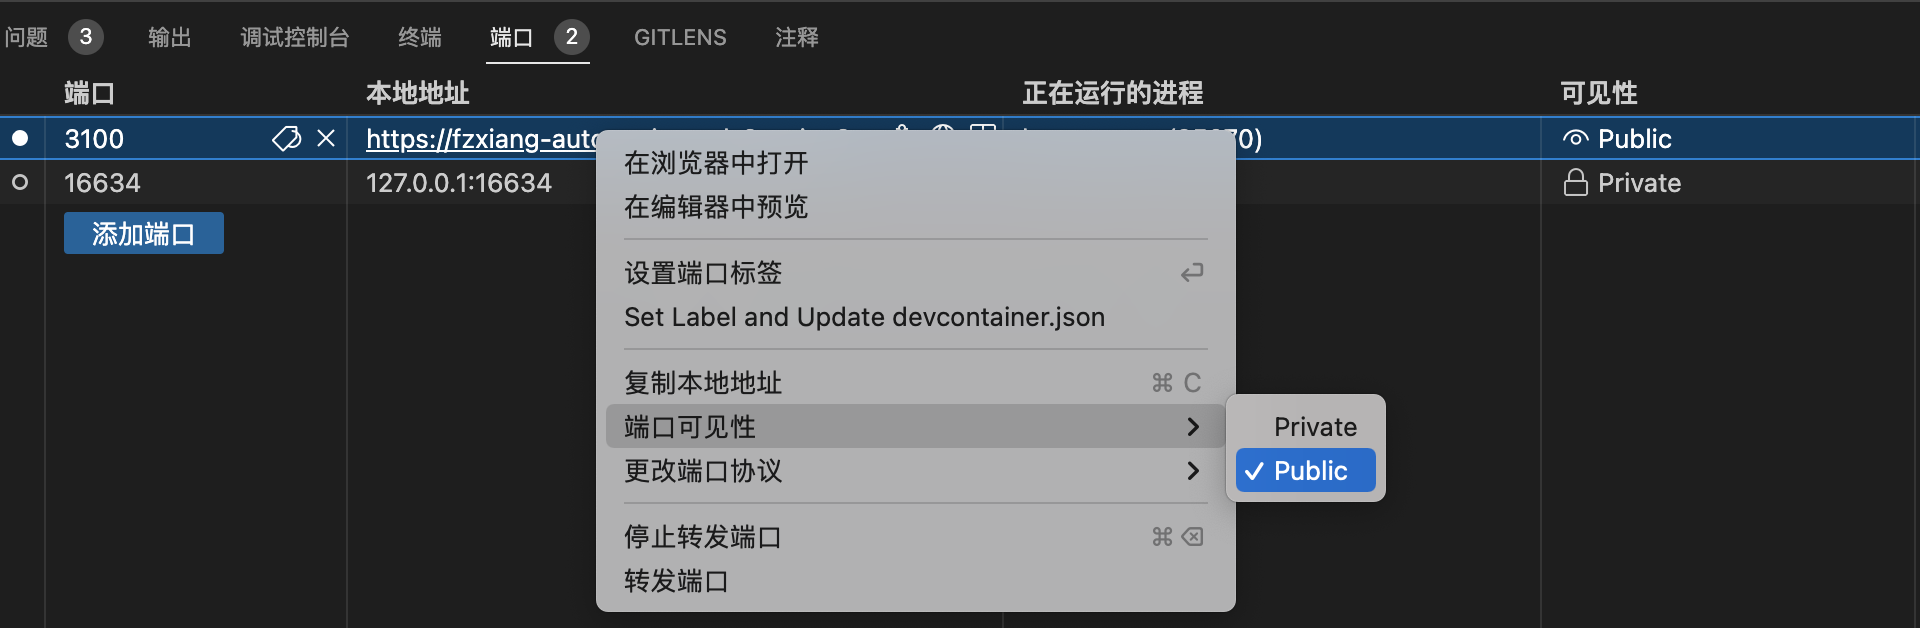 问题 3 输出 调试控制台 终端 端口 2 GITLENS 注释
端口 本地地址 正在运行的进程 可见性
3100 https://fzxiang-auto 0) Public
16634 127.0.0.1:16634 Private
添加端口
在浏览器中打开
在编辑器中预览
设置端口标签 ↩
Set Label and Update devcontainer.json
复制本地地址 ⌘ C
端口可见性
更改端口协议
停止转发端口 ⌘ ⌫
转发端口
Private
✓ Public